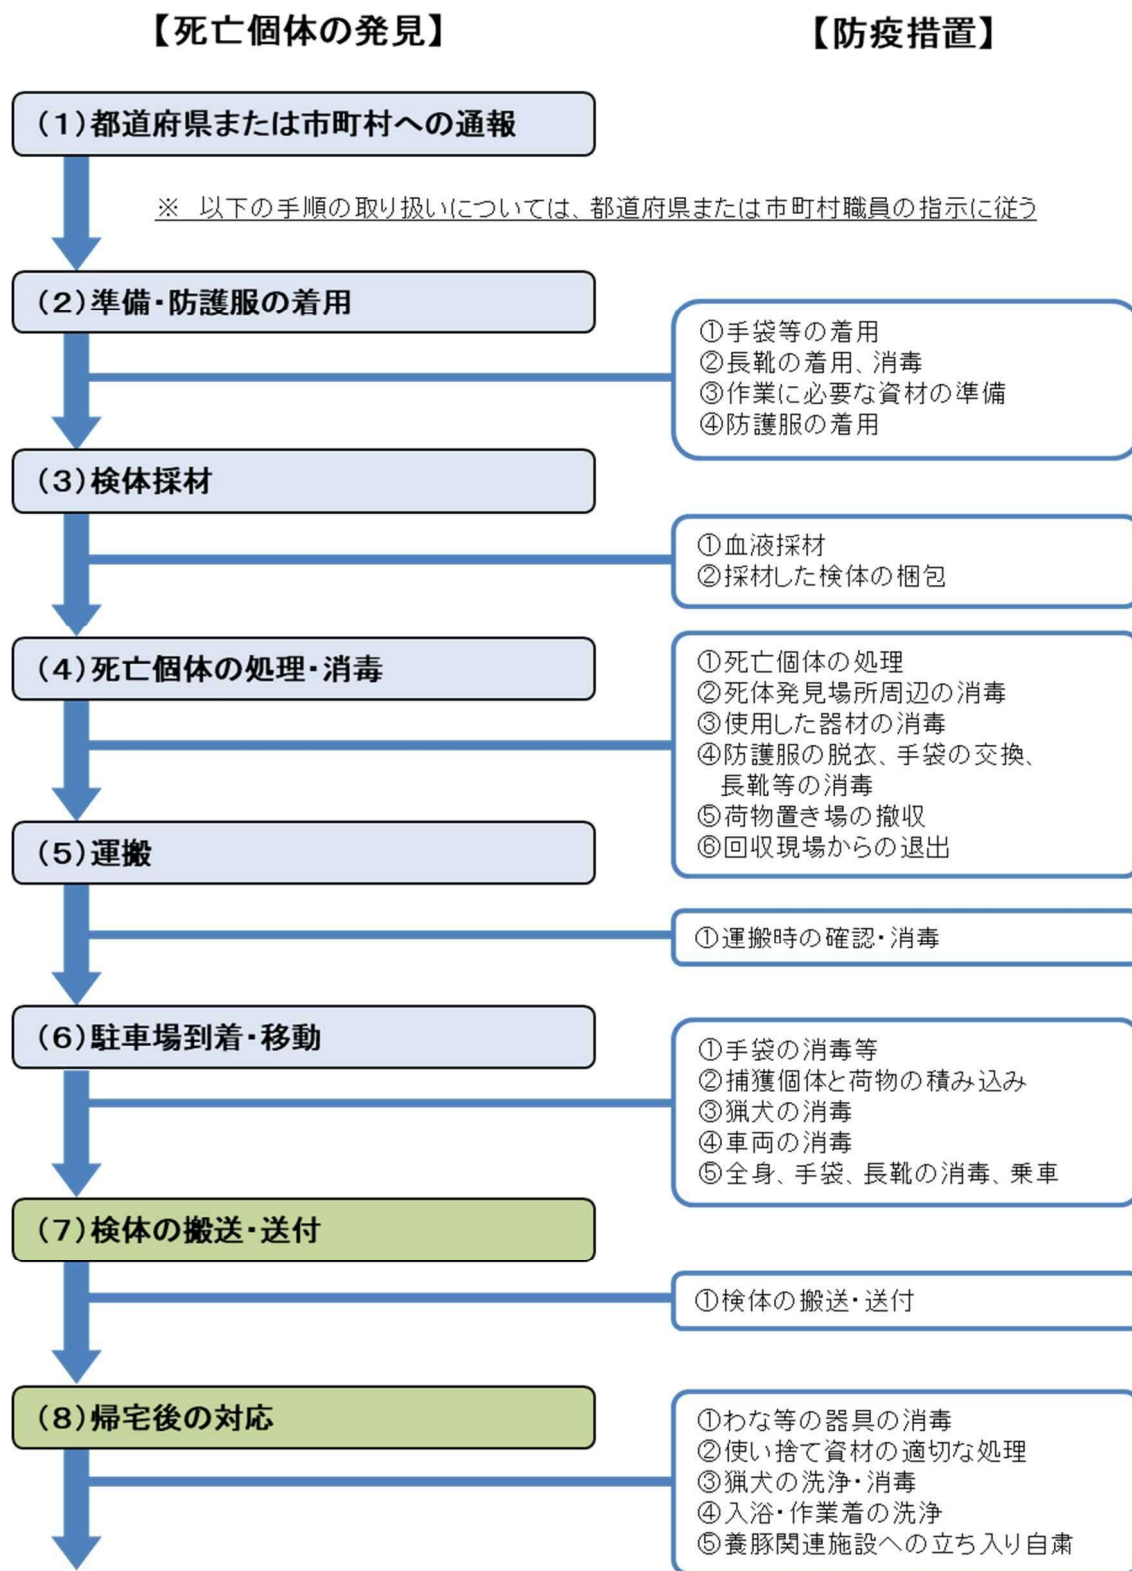 【死亡個体の発見】
【防疫措置】
(1)都道府県または市町村への通報
※ 以下の手順の取り扱いについては、都道府県または市町村職員の指示に従う
(2)準備・防護服の着用
①手袋等の着用
②長靴の着用、消毒
③作業に必要な資材の準備
④防護服の着用
(3)検体採材
①血液採材
②採材した検体の梱包
(4)死亡個体の処理・消毒
①死亡個体の処理
②死体発見場所周辺の消毒
③使用した器材の消毒
④防護服の脱衣、手袋の交換、
長靴等の消毒
⑤荷物置き場の撤収
⑥回収現場からの退出
(5)運搬
①運搬時の確認・消毒
(6)駐車場到着・移動
①手袋の消毒等
②捕獲個体と荷物の積み込み
③猟犬の消毒
④車両の消毒
⑤全身、手袋、長靴の消毒、乗車
(7)検体の搬送・送付
①検体の搬送・送付
(8)帰宅後の対応
①わな等の器具の消毒
②使い捨て資材の適切な処理
③猟犬の洗浄・消毒
④入浴・作業着の洗浄
⑤養豚関連施設への立ち入り自粛